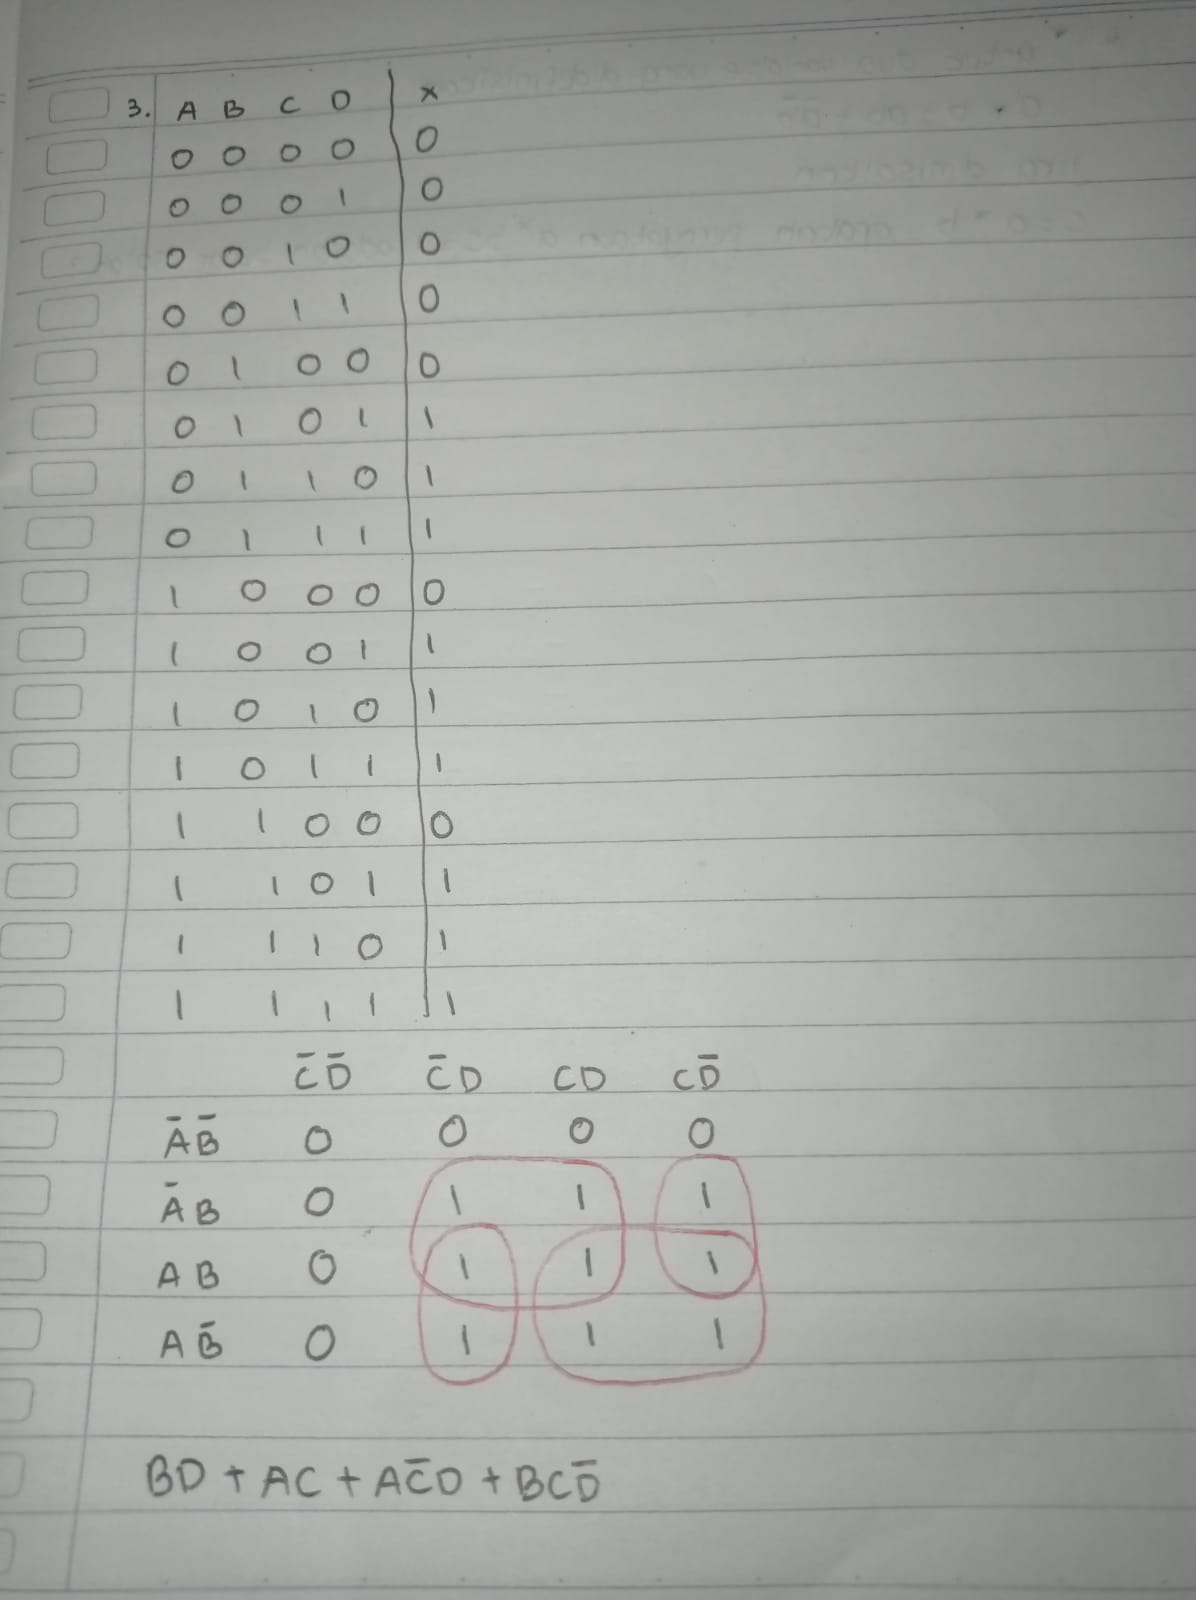 3. A B C D X
0 0 0 0 0
0 0 0 1 0
0 0 1 0 0
0 0 1 1 0
0 1 0 0 0
0 1 0 1 1
0 1 1 0 1
0 1 1 1 1
1 0 0 0 0
1 0 0 1 1
1 0 1 0 1
1 0 1 1 1
1 1 0 0 0
1 1 0 1 1
1 1 1 0 1
1 1 1 1 1
C̄D̄ C̄D CD CD̄
ĀB̄ 0 0 0 0
ĀB 0 1 1 1
AB 0 1 1 1
AB̄ 0 1 1 1
BD + AC + AC̄D + BCD̄